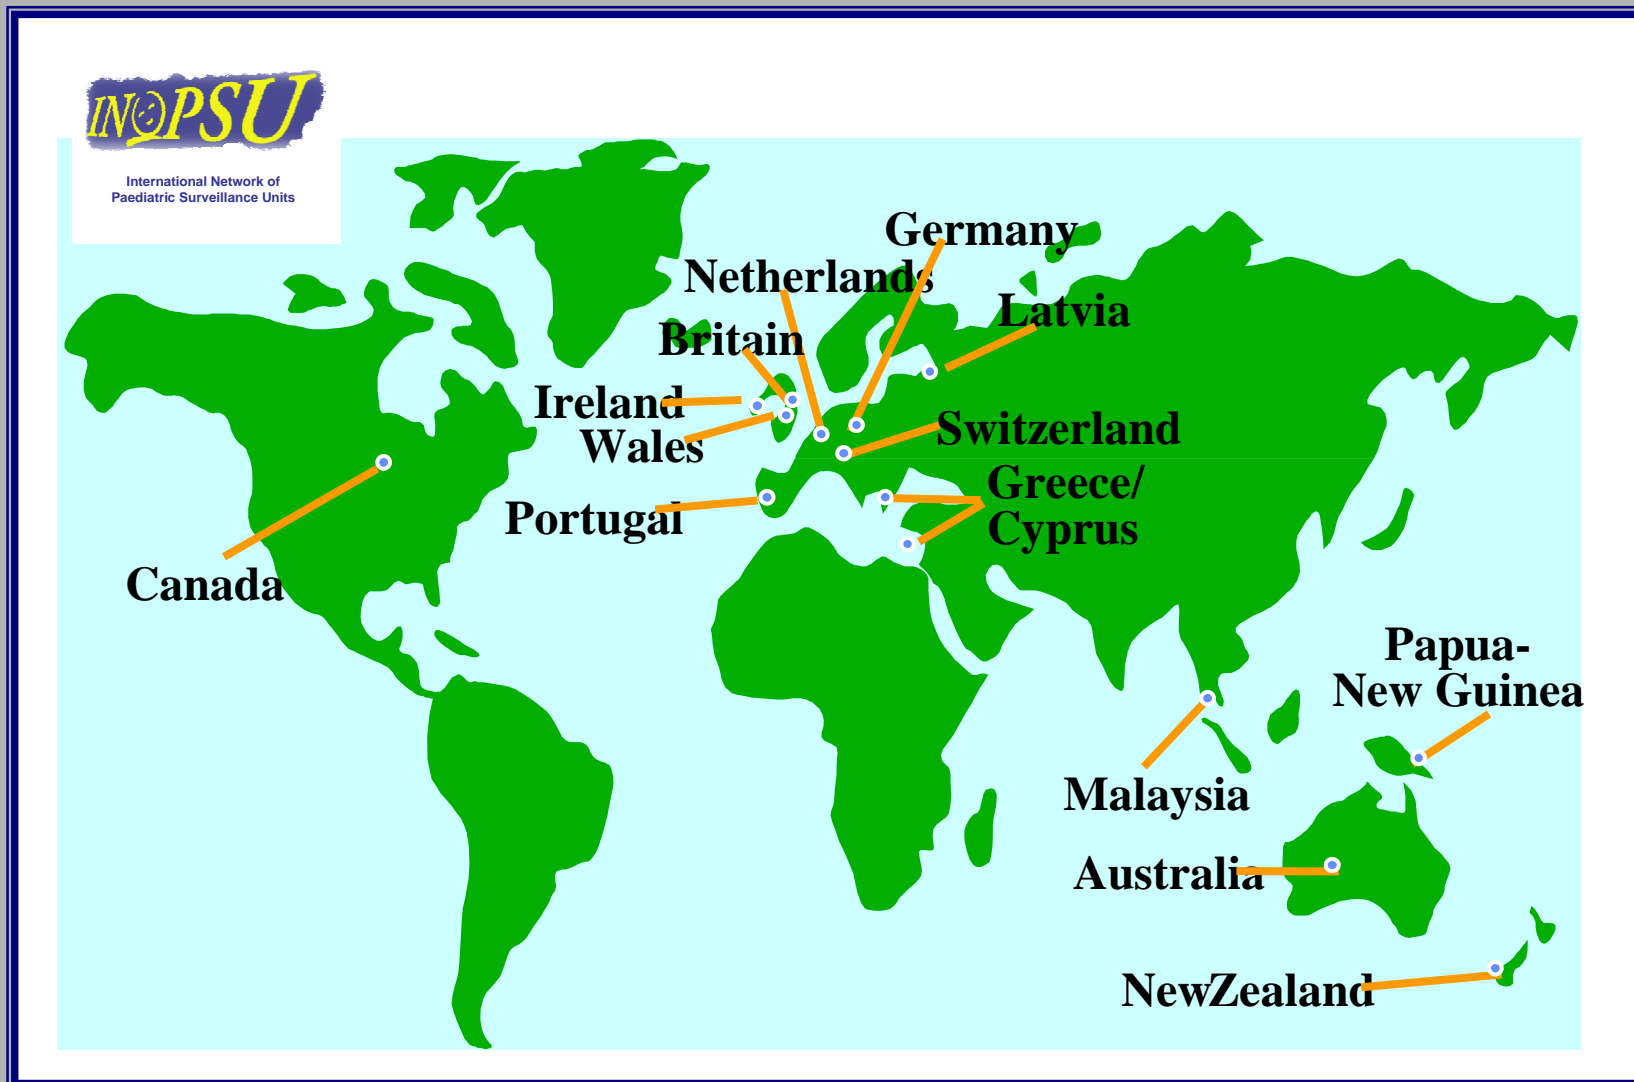 INOPSU
International Network of
Paediatric Surveillance Units
Germany
Netherlands
Latvia
Britain
Ireland
Wales
Switzerland
Greece/
Cyprus
Portugal
Canada
Papua-
New Guinea
Malaysia
Australia
NewZealand